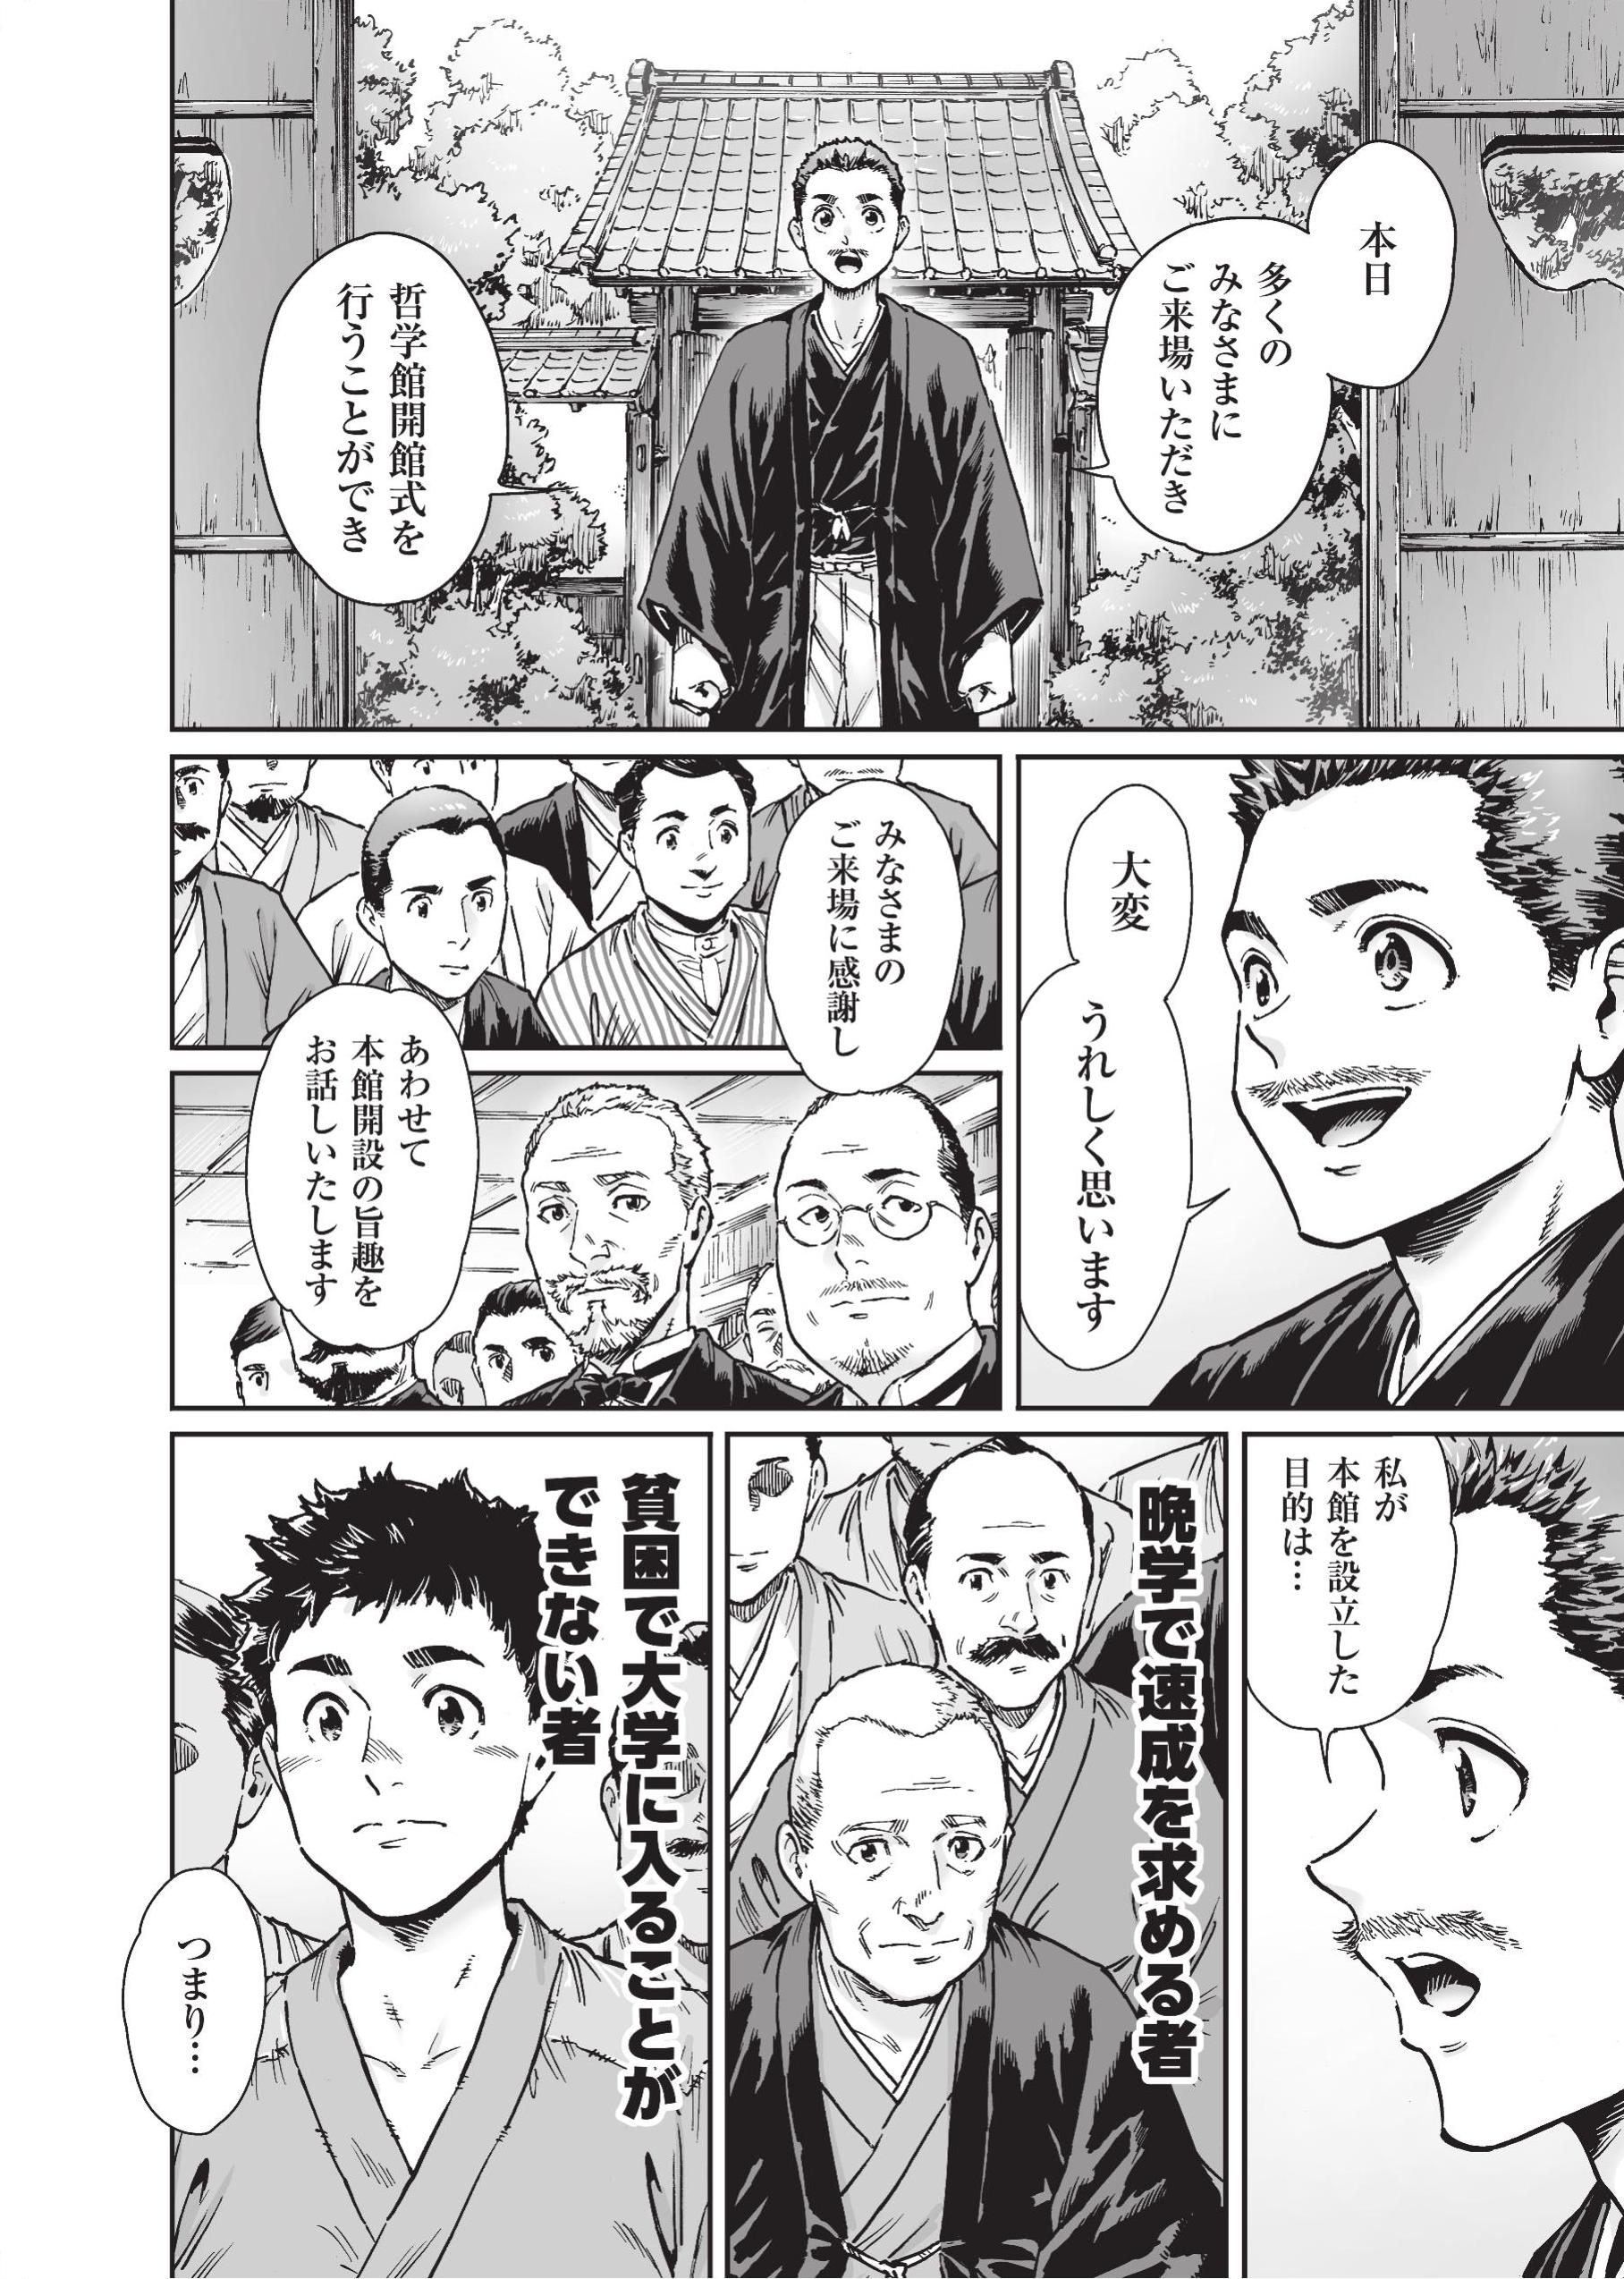 本日
多くの
みなさまに
ご来場いただき
哲学館開館式を
行うことができ
大変
うれしく思います
みなさまの
ご来場に感謝し
あわせて
本館開設の旨趣を
お話しいたします
私が
本館を設立した
目的は…
晩学で速成を求める者
貧困で大学に入ることが
できない者
つまり…